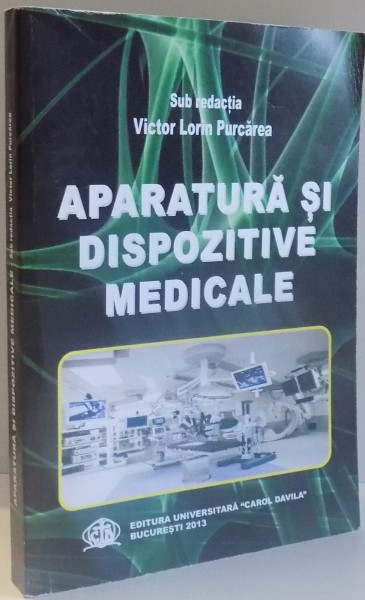 Sub redacția
Victor Lorin Purcărea
APARATURĂ ȘI
DISPOZITIVE
MEDICALE
EDITURA UNIVERSITARĂ "CAROL DAVILA"
BUCUREȘTI 2013
APARATURĂ ȘI DISPOZITIVE MEDICALE Sub redacția Victor Lorin Purcărea